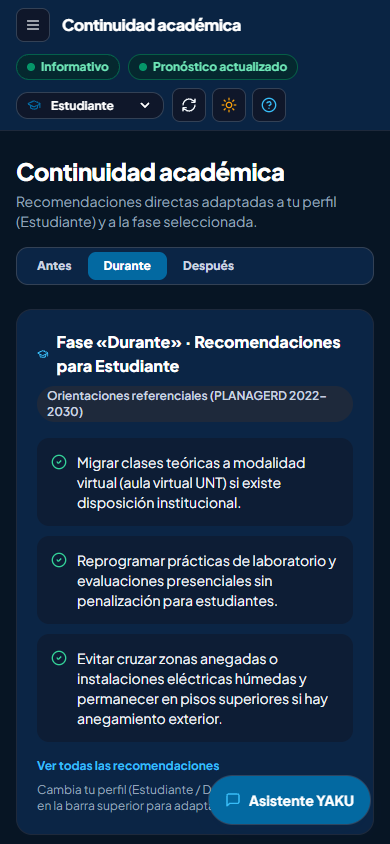 Continuidad académica
Informativo
Pronóstico actualizado
Estudiante
Continuidad académica
Recomendaciones directas adaptadas a tu perfil
(Estudiante) y a la fase seleccionada.
Antes
Durante
Después
Fase «Durante» · Recomendaciones
para Estudiante
Orientaciones referenciales (PLANAGERD 2022–
2030)
Migrar clases teóricas a modalidad
virtual (aula virtual UNT) si existe
disposición institucional.
Reprogramar prácticas de laboratorio y
evaluaciones presenciales sin
penalización para estudiantes.
Evitar cruzar zonas anegadas o
instalaciones eléctricas húmedas y
permanecer en pisos superiores si hay
anegamiento exterior.
Ver todas las recomendaciones
Cambia tu perfil (Estudiante / D
en la barra superior para adapt
Asistente YAKU